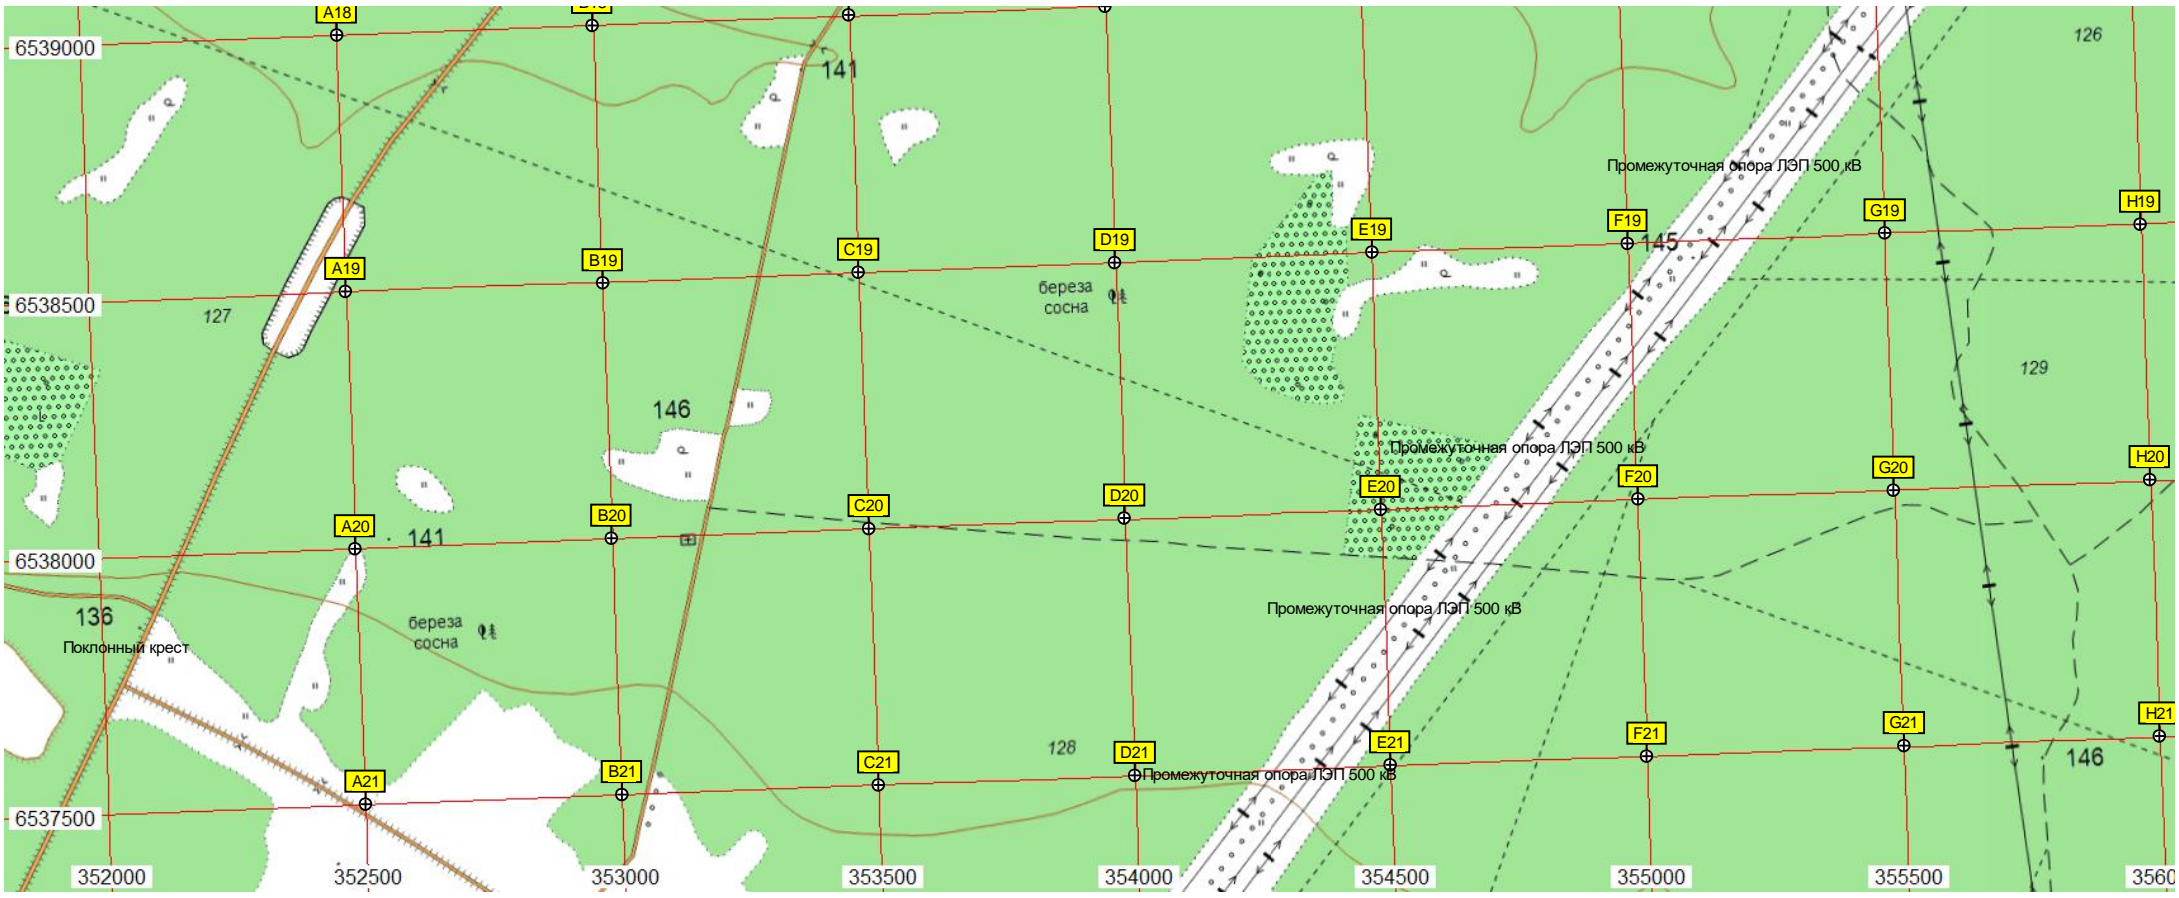 A18
6539000
126
141
Промежуточная опора ЛЭП 500 кВ
H19
G19
F19
E19
D19
C19
B19
A19
145
6538500
127
береза
сосна
129
146
Промежуточная опора ЛЭП 500 кВ
H20
G20
F20
E20
D20
C20
B20
A20
141
6538000
136
Промежуточная опора ЛЭП 500 кВ
береза
сосна
Поклонный крест
H21
G21
F21
E21
D21
C21
B21
A21
128
146
Промежуточная опора ЛЭП 500 кВ
6537500
352000
352500
353000
353500
354000
354500
355000
355500
3560